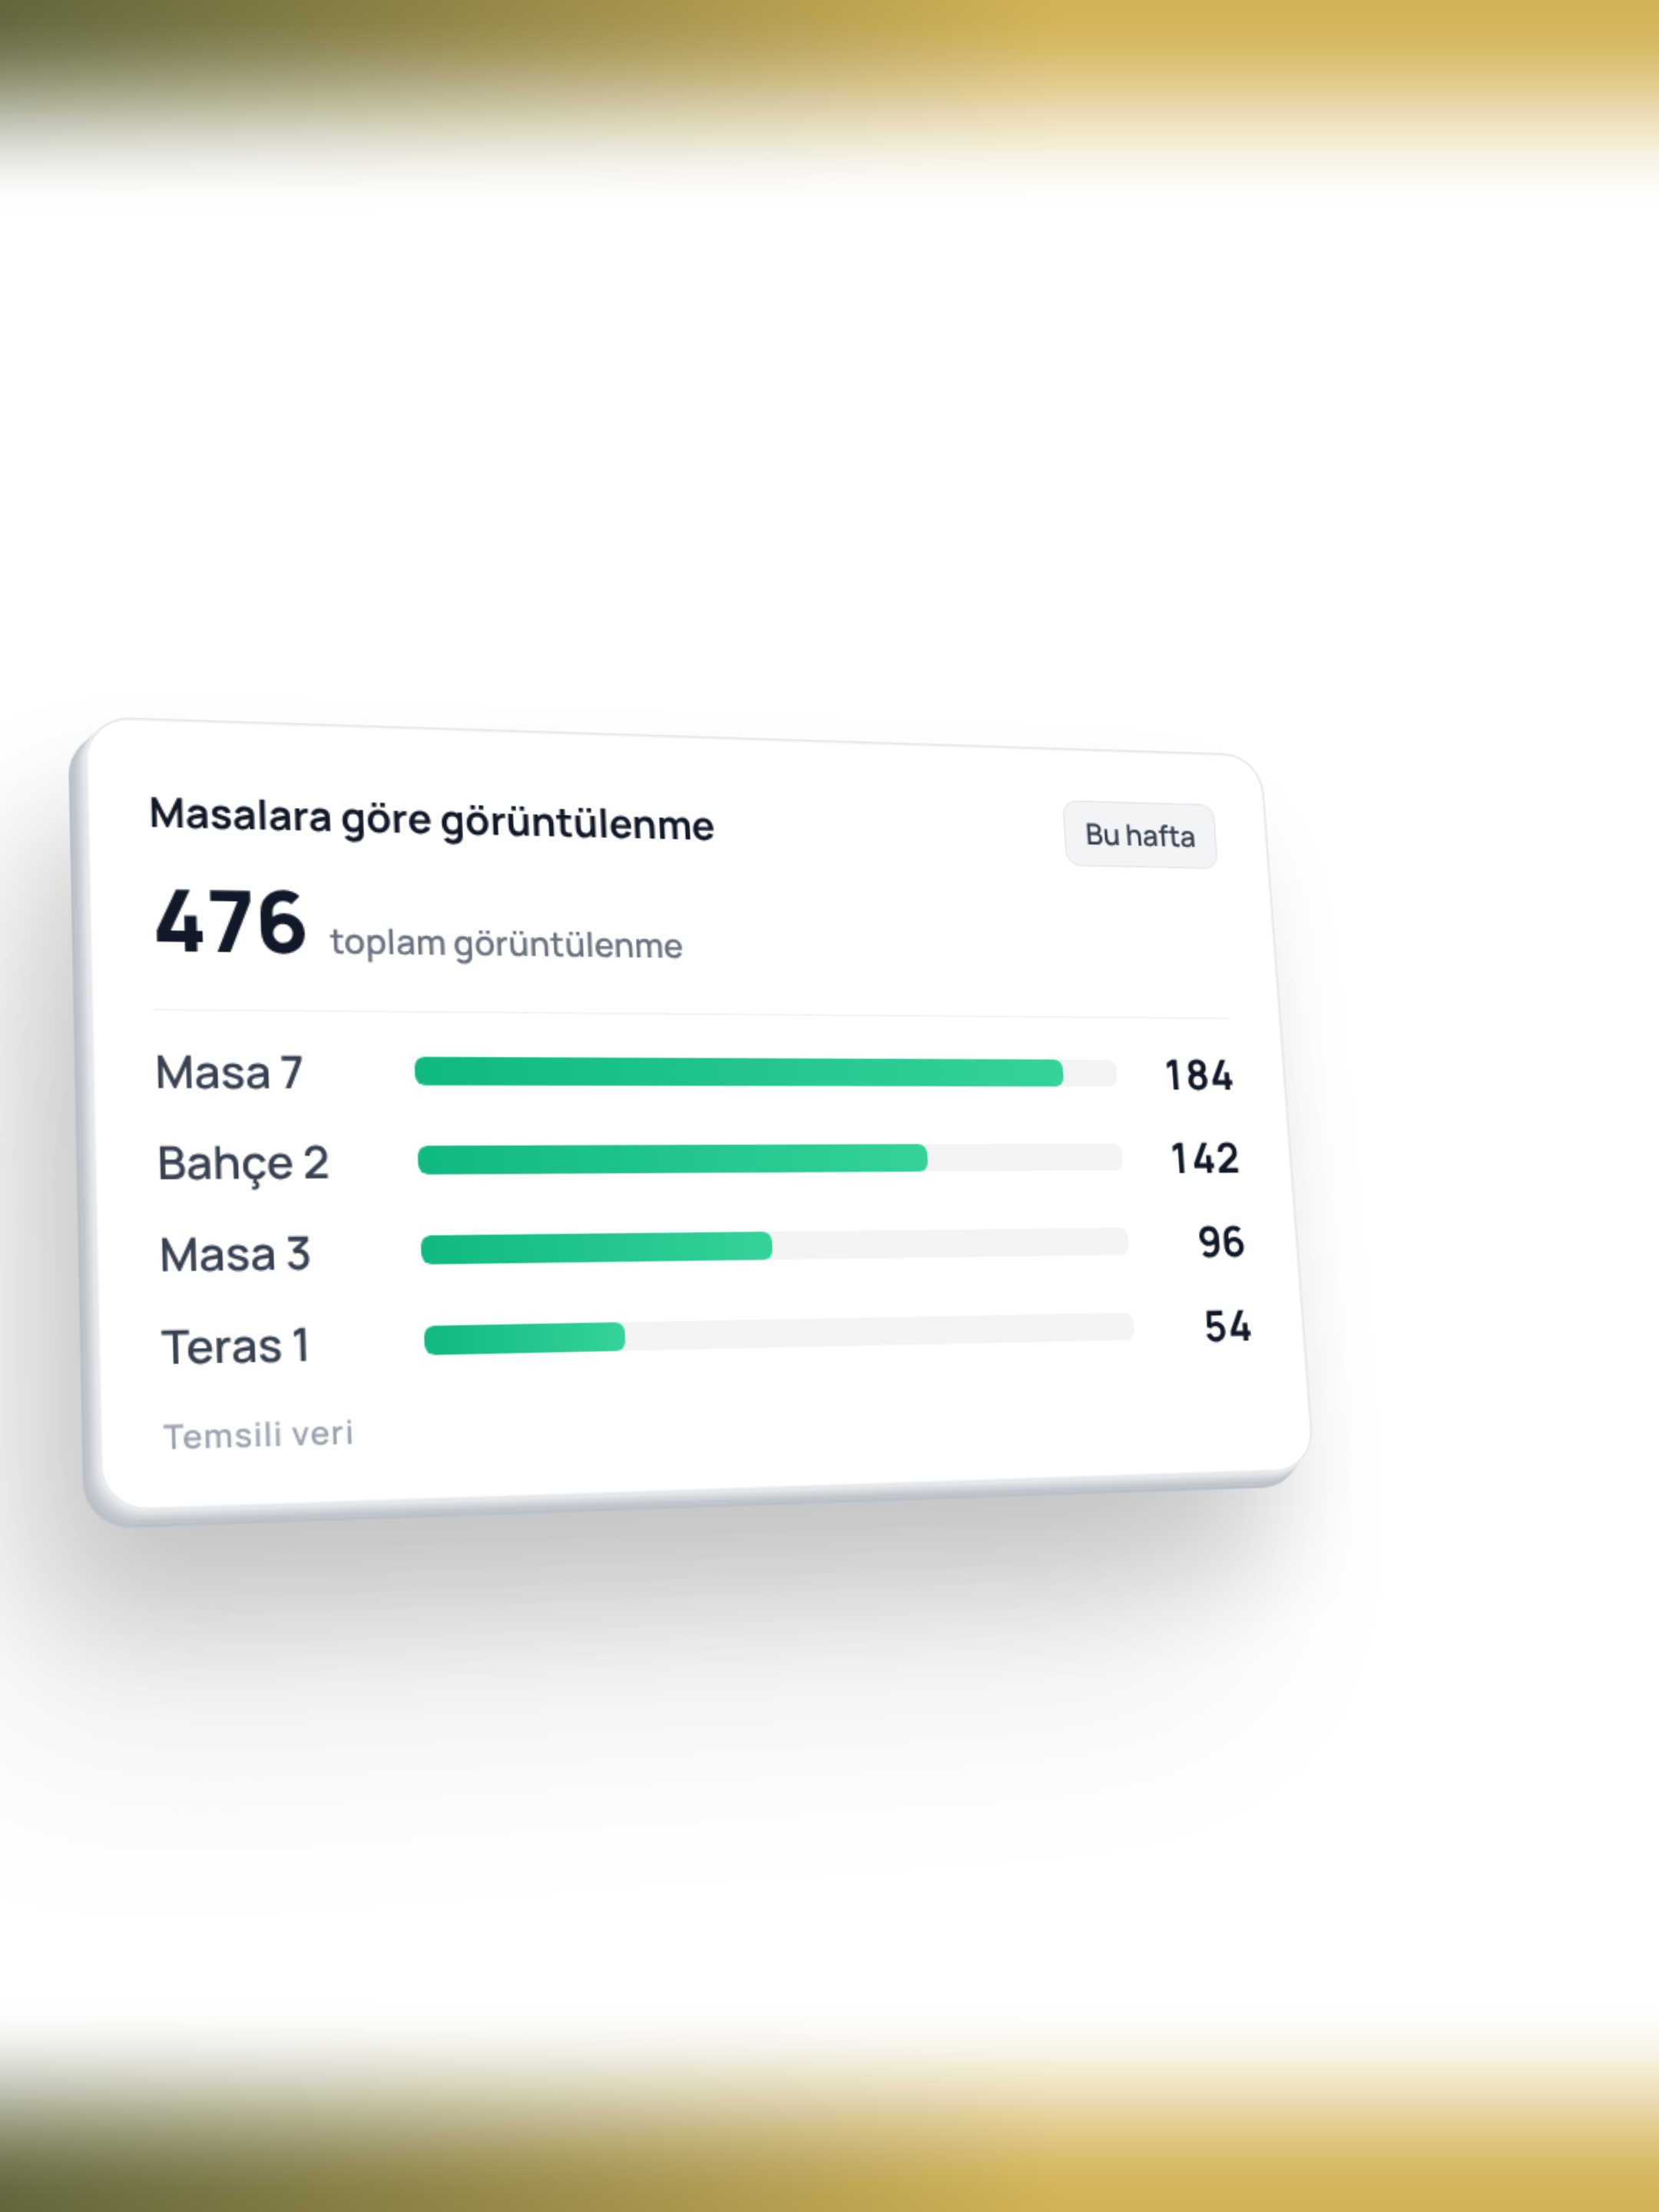 Masalara göre görüntülenme
Bu hafta
476 toplam görüntülenme
Masa 7 184
Bahçe 2 142
Masa 3 96
Teras 1 54
Temsili veri